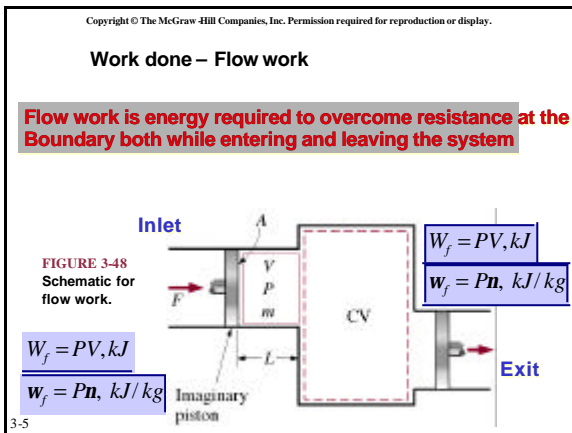 Copyright © The McGraw-Hill Companies, Inc. Permission required for reproduction or display.
Work done – Flow work
Flow work is energy required to overcome resistance at the
Boundary both while entering and leaving the system
Inlet
A
FIGURE 3-48
Schematic for
flow work.
F
V
P
m
CV
L
Imaginary
piston
W_f = PV, kJ
w_f = Pn, kJ/kg
Exit
W_f = PV, kJ
w_f = Pn, kJ/kg
3-5